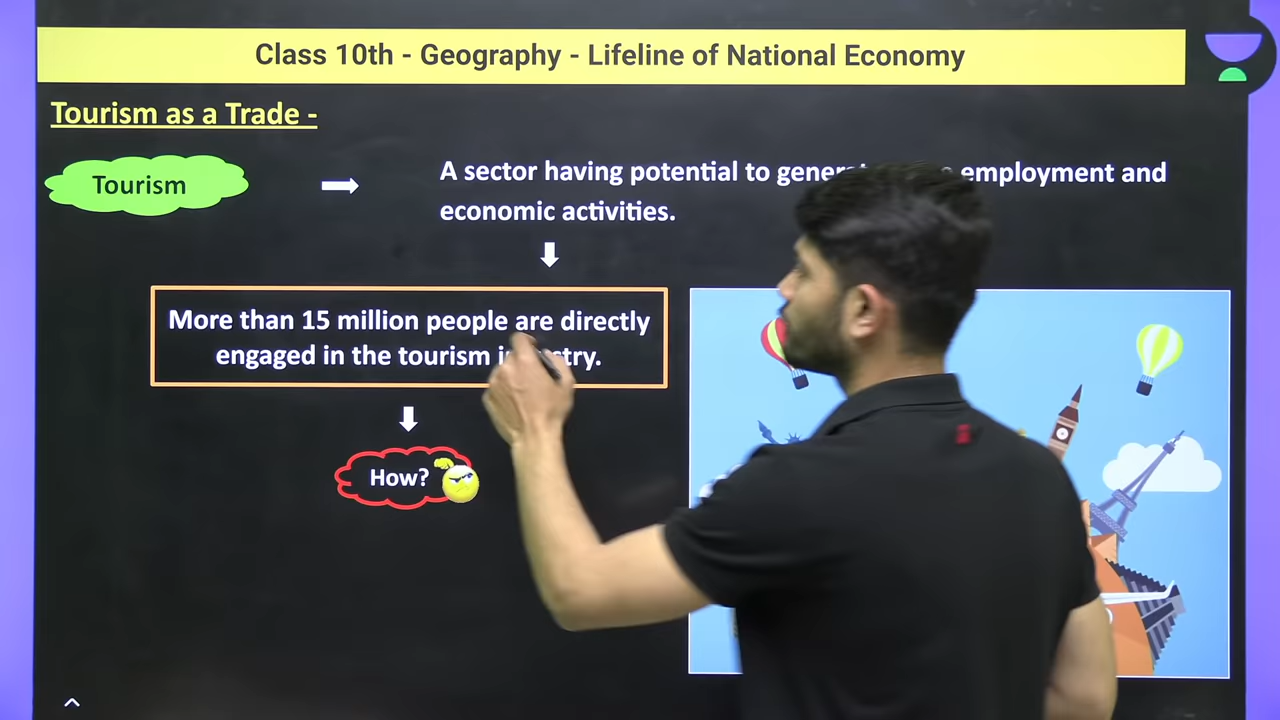 Class 10th - Geography - Lifeline of National Economy
Tourism as a Trade -
Tourism
A sector having potential to employment and
economic activities.
More than 15 million people are directly
engaged in the tourism
How?